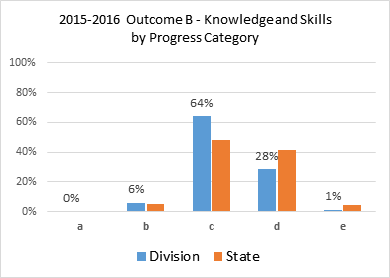 2015-2016 Outcome B - Knowledge and Skills
by Progress Category
100%
80%
60%
40%
20%
0%
0%
6%
64%
28%
1%
a b c d e
Division State